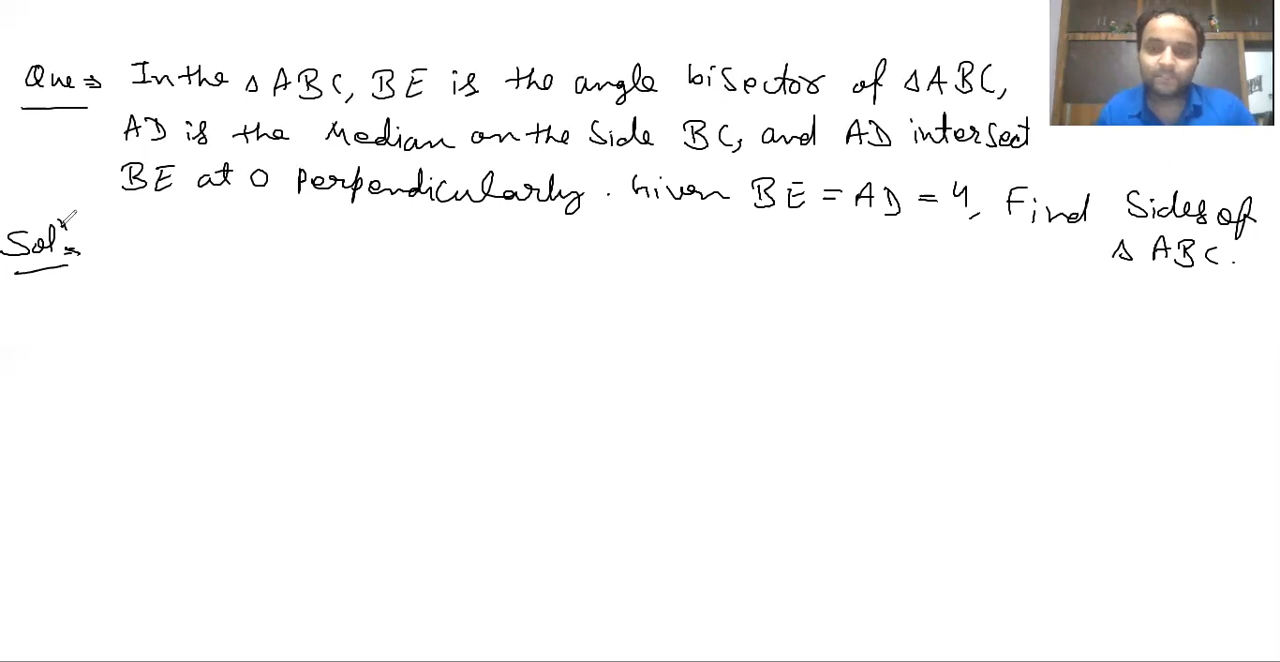 Que ⇒ In the △ ABC, BE is the angle bisector of △ABC,
AD is the Median on the Side BC, and AD intersect
BE at O Perpendicularly. Given BE = AD = 4, Find Sides of
△ ABC.
Solⁿ ⇒